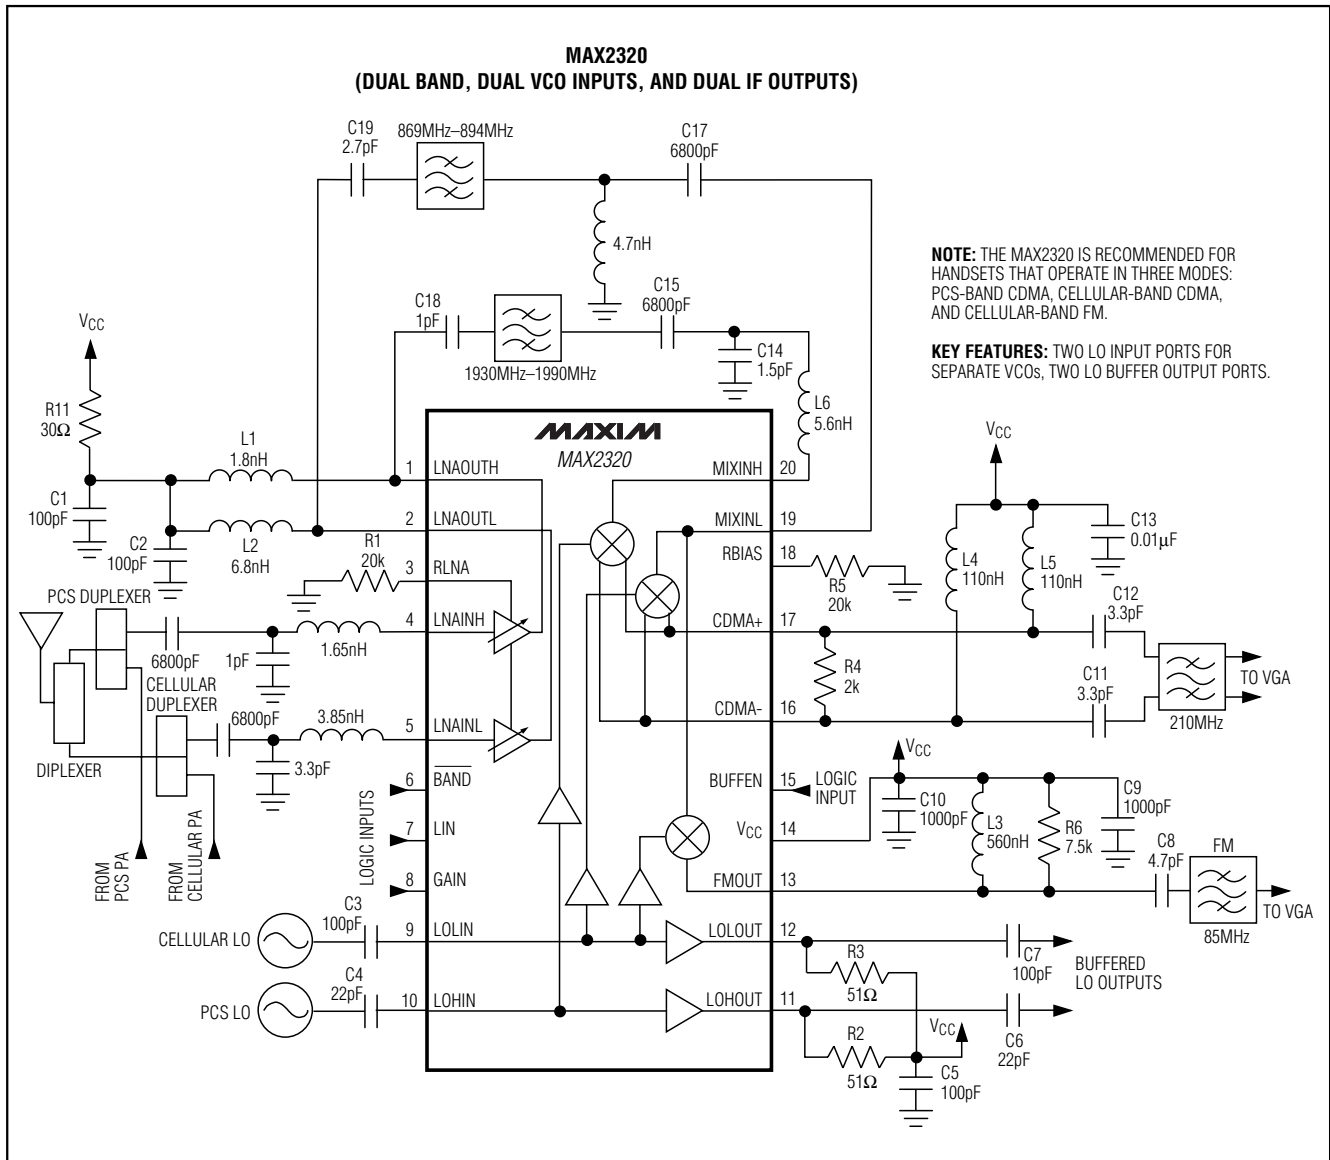 MAX2320
(DUAL BAND, DUAL VCO INPUTS, AND DUAL IF OUTPUTS)
C19
2.7pF
869MHz–894MHz
C17
6800pF
4.7nH
C18
1pF
1930MHz–1990MHz
C15
6800pF
C14
1.5pF
L6
5.6nH
NOTE: THE MAX2320 IS RECOMMENDED FOR
HANDSETS THAT OPERATE IN THREE MODES:
PCS-BAND CDMA, CELLULAR-BAND CDMA,
AND CELLULAR-BAND FM.
KEY FEATURES: TWO LO INPUT PORTS FOR
SEPARATE VCOs, TWO LO BUFFER OUTPUT PORTS.
VCC
R11
30Ω
C1
100pF
L1
1.8nH
C2
100pF
L2
6.8nH
R1
20k
PCS DUPLEXER
6800pF
1pF
1.65nH
CELLULAR
DUPLEXER
6800pF
3.85nH
3.3pF
DIPLEXER
FROM
PCS PA
FROM
CELLULAR PA
LOGIC INPUTS
CELLULAR LO
C3
100pF
PCS LO
C4
22pF
MAXIM
MAX2320
1 LNAOUTH
2 LNAOUTL
3 RLNA
4 LNAINH
5 LNAINL
6 BAND
7 LIN
8 GAIN
9 LOLIN
10 LOHIN
MIXINH 20
MIXINL 19
RBIAS 18
CDMA+ 17
CDMA- 16
BUFFEN 15
VCC 14
FMOUT 13
LOLOUT 12
LOHOUT 11
R5
20k
R4
2k
VCC
L4
110nH
L5
110nH
C13
0.01µF
C12
3.3pF
C11
3.3pF
210MHz
TO VGA
LOGIC
INPUT
VCC
C10
1000pF
L3
560nH
R6
7.5k
C9
1000pF
C8
4.7pF
FM
85MHz
TO VGA
R3
51Ω
R2
51Ω
VCC
C5
100pF
C7
100pF
C6
22pF
BUFFERED
LO OUTPUTS